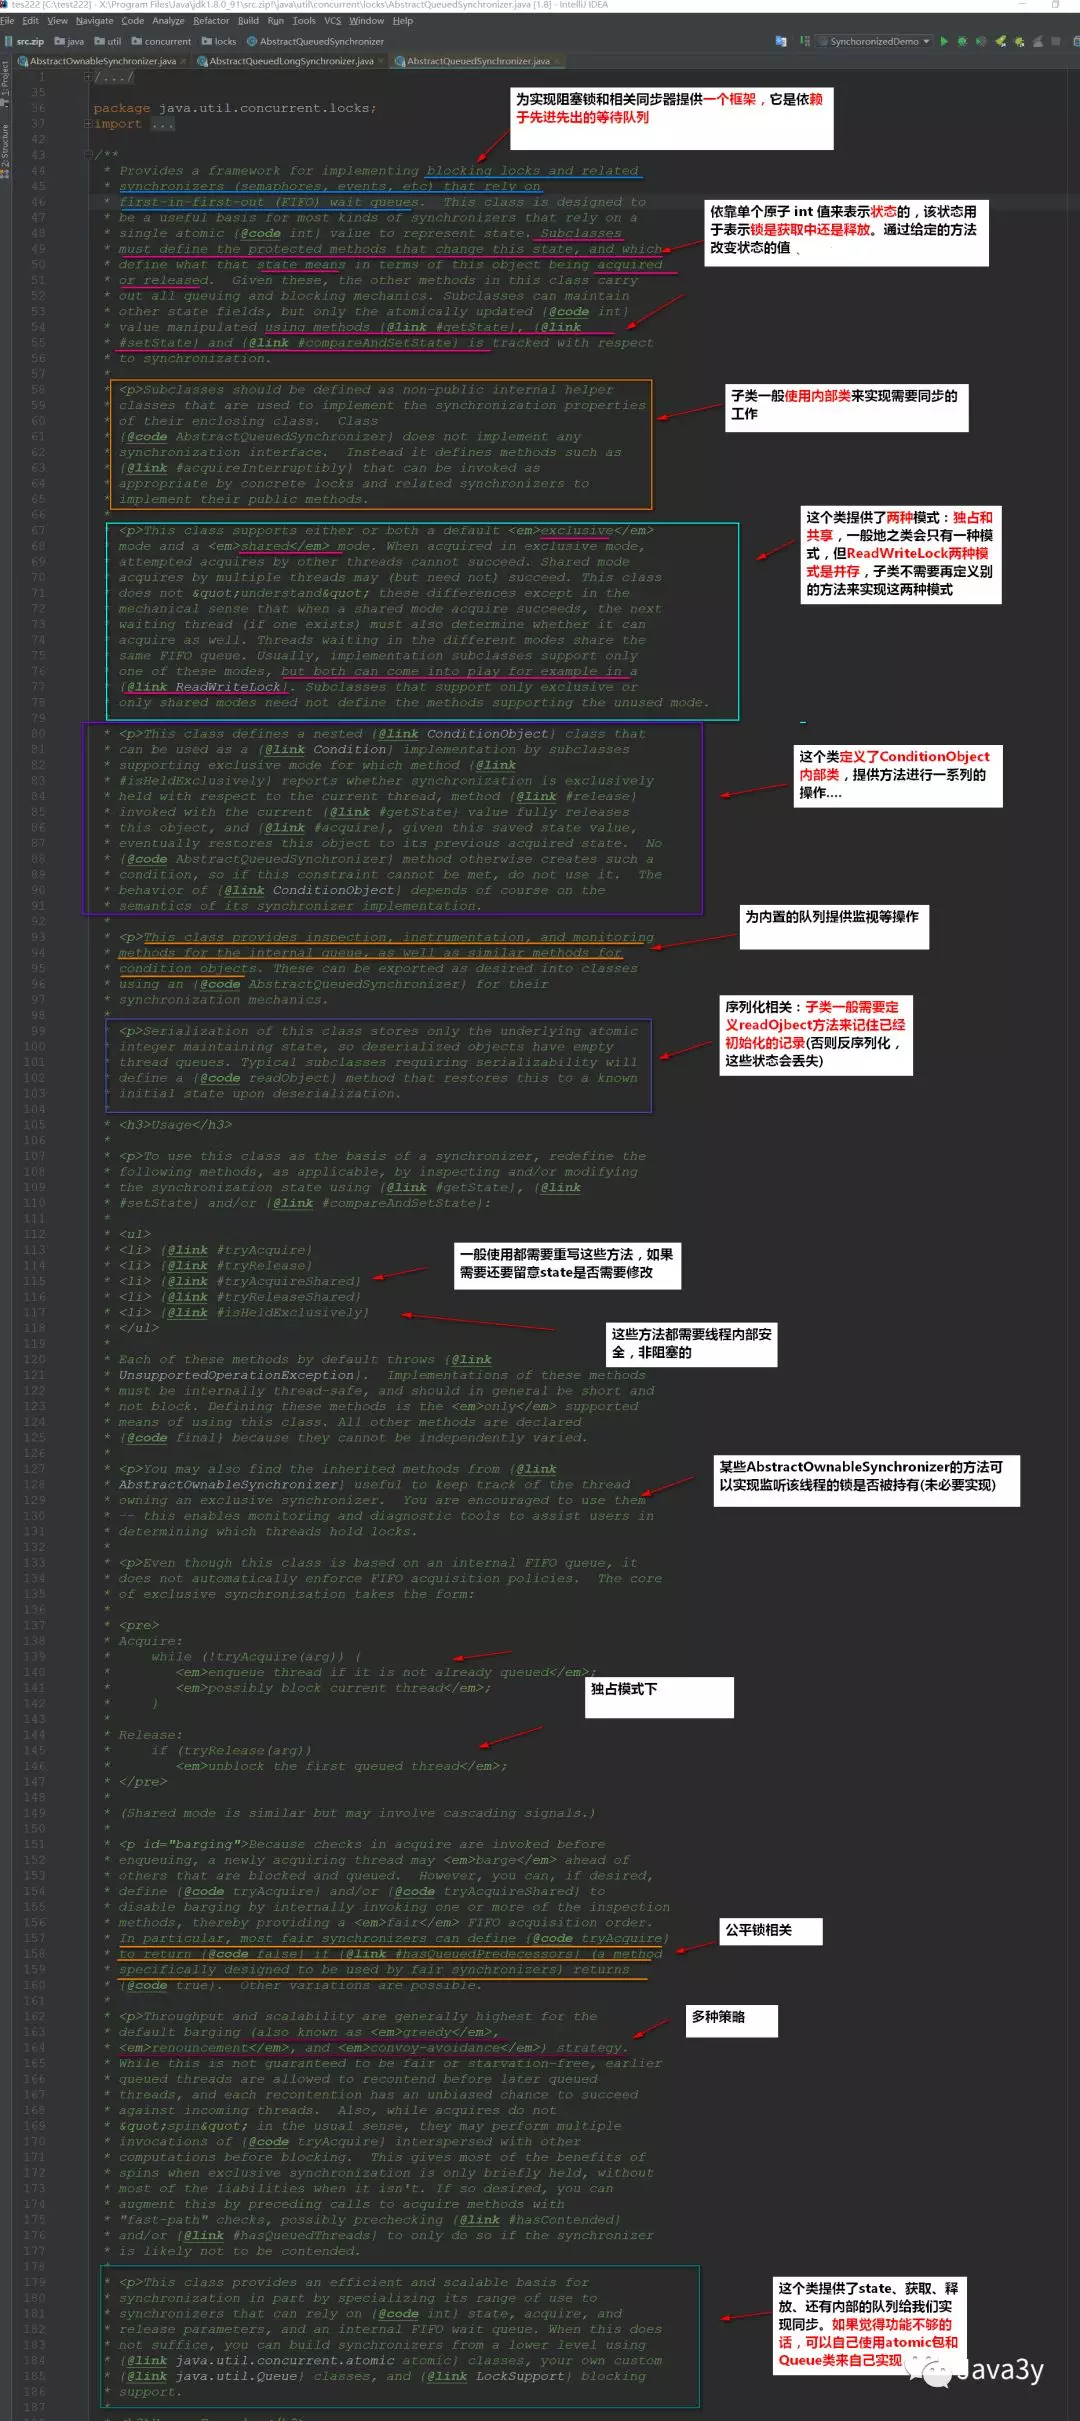 tes222 [C:\test222] - X:\Program Files\Java\jdk1.8.0_91\src.zip!\java\util\concurrent\locks\AbstractQueuedSynchronizer.java [1.8] - IntelliJ IDEA
File Edit View Navigate Code Analyze Refactor Build Run Tools VCS Window Help
src.zip java util concurrent locks AbstractQueuedSynchronizer
SynchoronizedDemo
AbstractOwnableSynchronizer.java AbstractQueuedLongSynchronizer.java AbstractQueuedSynchronizer.java
1: Project
2: Structure
1 /.../
35
36 package java.util.concurrent.locks;
37 import ...
42
43 /**
44 * Provides a framework for implementing blocking locks and related
45 * synchronizers (semaphores, events, etc) that rely on
46 * first-in-first-out (FIFO) wait queues.  This class is designed to
47 * be a useful basis for most kinds of synchronizers that rely on a
48 * single atomic {@code int} value to represent state. Subclasses
49 * must define the protected methods that change this state, and which
50 * define what that state means in terms of this object being acquired
51 * or released.  Given these, the other methods in this class carry
52 * out all queuing and blocking mechanics. Subclasses can maintain
53 * other state fields, but only the atomically updated {@code int}
54 * value manipulated using methods {@link #getState}, {@link
55 * #setState} and {@link #compareAndSetState} is tracked with respect
56 * to synchronization.
57 *
58 * <p>Subclasses should be defined as non-public internal helper
59 * classes that are used to implement the synchronization properties
60 * of their enclosing class.  Class
61 * {@code AbstractQueuedSynchronizer} does not implement any
62 * synchronization interface.  Instead it defines methods such as
63 * {@link #acquireInterruptibly} that can be invoked as
64 * appropriate by concrete locks and related synchronizers to
65 * implement their public methods.
66 *
67 * <p>This class supports either or both a default <em>exclusive</em>
68 * mode and a <em>shared</em> mode. When acquired in exclusive mode,
69 * attempted acquires by other threads cannot succeed. Shared mode
70 * acquires by multiple threads may (but need not) succeed. This class
71 * does not &quot;understand&quot; these differences except in the
72 * mechanical sense that when a shared mode acquire succeeds, the next
73 * waiting thread (if one exists) must also determine whether it can
74 * acquire as well. Threads waiting in the different modes share the
75 * same FIFO queue. Usually, implementation subclasses support only
76 * one of these modes, but both can come into play for example in a
77 * {@link ReadWriteLock}. Subclasses that support only exclusive or
78 * only shared modes need not define the methods supporting the unused mode.
79 *
80 * <p>This class defines a nested {@link ConditionObject} class that
81 * can be used as a {@link Condition} implementation by subclasses
82 * supporting exclusive mode for which method {@link
83 * #isHeldExclusively} reports whether synchronization is exclusively
84 * held with respect to the current thread, method {@link #release}
85 * invoked with the current {@link #getState} value fully releases
86 * this object, and {@link #acquire}, given this saved state value,
87 * eventually restores this object to its previous acquired state.  No
88 * {@code AbstractQueuedSynchronizer} method otherwise creates such a
89 * condition, so if this constraint cannot be met, do not use it.  The
90 * behavior of {@link ConditionObject} depends of course on the
91 * semantics of its synchronizer implementation.
92 *
93 * <p>This class provides inspection, instrumentation, and monitoring
94 * methods for the internal queue, as well as similar methods for
95 * condition objects. These can be exported as desired into classes
96 * using an {@code AbstractQueuedSynchronizer} for their
97 * synchronization mechanics.
98 *
99 * <p>Serialization of this class stores only the underlying atomic
100 * integer maintaining state, so deserialized objects have empty
101 * thread queues. Typical subclasses requiring serializability will
102 * define a {@code readObject} method that restores this to a known
103 * initial state upon deserialization.
104 *
105 * <h3>Usage</h3>
106 *
107 * <p>To use this class as the basis of a synchronizer, redefine the
108 * following methods, as applicable, by inspecting and/or modifying
109 * the synchronization state using {@link #getState}, {@link
110 * #setState} and/or {@link #compareAndSetState}:
111 *
112 * <ul>
113 * <li> {@link #tryAcquire}
114 * <li> {@link #tryRelease}
115 * <li> {@link #tryAcquireShared}
116 * <li> {@link #tryReleaseShared}
117 * <li> {@link #isHeldExclusively}
118 * </ul>
119 *
120 * Each of these methods by default throws {@link
121 * UnsupportedOperationException}.  Implementations of these methods
122 * must be internally thread-safe, and should in general be short and
123 * not block. Defining these methods is the <em>only</em> supported
124 * means of using this class. All other methods are declared
125 * {@code final} because they cannot be independently varied.
126 *
127 * <p>You may also find the inherited methods from {@link
128 * AbstractOwnableSynchronizer} useful to keep track of the thread
129 * owning an exclusive synchronizer.  You are encouraged to use them
130 * -- this enables monitoring and diagnostic tools to assist users in
131 * determining which threads hold locks.
132 *
133 * <p>Even though this class is based on an internal FIFO queue, it
134 * does not automatically enforce FIFO acquisition policies.  The core
135 * of exclusive synchronization takes the form:
136 *
137 * <pre>
138 * Acquire:
139 *     while (!tryAcquire(arg)) {
140 *        <em>enqueue thread if it is not already queued</em>;
141 *        <em>possibly block current thread</em>;
142 *     }
143 *
144 * Release:
145 *     if (tryRelease(arg))
146 *        <em>unblock the first queued thread</em>;
147 * </pre>
148 *
149 * (Shared mode is similar but may involve cascading signals.)
150 *
151 * <p id="barging">Because checks in acquire are invoked before
152 * enqueuing, a newly acquiring thread may <em>barge</em> ahead of
153 * others that are blocked and queued.  However, you can, if desired,
154 * define {@code tryAcquire} and/or {@code tryAcquireShared} to
155 * disable barging by internally invoking one or more of the inspection
156 * methods, thereby providing a <em>fair</em> FIFO acquisition order.
157 * In particular, most fair synchronizers can define {@code tryAcquire}
158 * to return {@code false} if {@link #hasQueuedPredecessors} (a method
159 * specifically designed to be used by fair synchronizers) returns
160 * {@code true}.  Other variations are possible.
161 *
162 * <p>Throughput and scalability are generally highest for the
163 * default barging (also known as <em>greedy</em>,
164 * <em>renouncement</em>, and <em>convoy-avoidance</em>) strategy.
165 * While this is not guaranteed to be fair or starvation-free, earlier
166 * queued threads are allowed to recontend before later queued
167 * threads, and each recontention has an unbiased chance to succeed
168 * against incoming threads.  Also, while acquires do not
169 * &quot;spin&quot; in the usual sense, they may perform multiple
170 * invocations of {@code tryAcquire} interspersed with other
171 * computations before blocking.  This gives most of the benefits of
172 * spins when exclusive synchronization is only briefly held, without
173 * most of the liabilities when it isn't. If so desired, you can
174 * augment this by preceding calls to acquire methods with
175 * "fast-path" checks, possibly prechecking {@link #hasContended}
176 * and/or {@link #hasQueuedThreads} to only do so if the synchronizer
177 * is likely not to be contended.
178 *
179 * <p>This class provides an efficient and scalable basis for
180 * synchronization in part by specializing its range of use to
181 * synchronizers that can rely on {@code int} state, acquire, and
182 * release parameters, and an internal FIFO wait queue. When this does
183 * not suffice, you can build synchronizers from a lower level using
184 * {@link java.util.concurrent.atomic atomic} classes, your own custom
185 * {@link java.util.Queue} classes, and {@link LockSupport} blocking
186 * support.
187 *
为实现阻塞锁和相关同步器提供一个框架，它是依赖
于先进先出的等待队列
依靠单个原子 int 值来表示状态的，该状态用
于表示锁是获取中还是释放。通过给定的方法
改变状态的值 、
子类一般使用内部类来实现需要同步的
工作
这个类提供了两种模式：独占和
共享，一般地之类会只有一种模
式，但ReadWriteLock两种模
式是并存，子类不需要再定义别
的方法来实现这两种模式
这个类定义了ConditionObject
内部类，提供方法进行一系列的
操作....
为内置的队列提供监视等操作
序列化相关：子类一般需要定
义readOjbect方法来记住已经
初始化的记录(否则反序列化，
这些状态会丢失)
一般使用都需要重写这些方法，如果
需要还要留意state是否需要修改
这些方法都需要线程内部安
全，非阻塞的
某些AbstractOwnableSynchronizer的方法可
以实现监听该线程的锁是否被持有(未必要实现)
独占模式下
公平锁相关
多种策略
这个类提供了state、获取、释
放、还有内部的队列给我们实
现同步。如果觉得功能不够的
话，可以自己使用atomic包和
Queue类来自己实现
Java3y